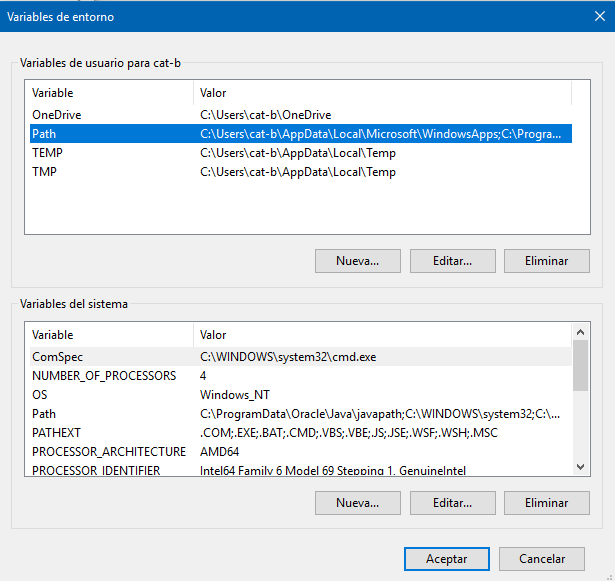 Variables de entorno
Variables de usuario para cat-b
Variable Valor
OneDrive C:\Users\cat-b\OneDrive
Path C:\Users\cat-b\AppData\Local\Microsoft\WindowsApps;C:\Progra...
TEMP C:\Users\cat-b\AppData\Local\Temp
TMP C:\Users\cat-b\AppData\Local\Temp
Nueva... Editar... Eliminar
Variables del sistema
Variable Valor
ComSpec C:\WINDOWS\system32\cmd.exe
NUMBER_OF_PROCESSORS 4
OS Windows_NT
Path C:\ProgramData\Oracle\Java\javapath;C:\WINDOWS\system32;C:\...
PATHEXT .COM;.EXE;.BAT;.CMD;.VBS;.VBE;.JS;.JSE;.WSF;.WSH;.MSC
PROCESSOR_ARCHITECTURE AMD64
PROCESSOR_IDENTIFIER Intel64 Family 6 Model 69 Stepping 1, GenuineIntel
Nueva... Editar... Eliminar
Aceptar Cancelar